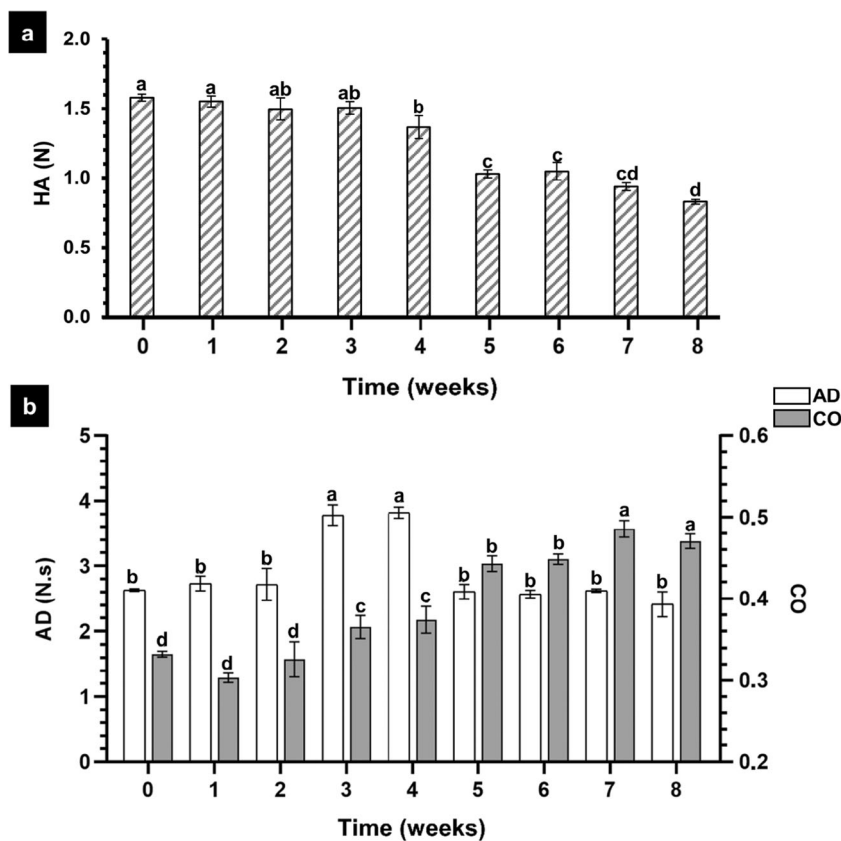 a
2.0
1.5
1.0
0.5
0.0
HA (N)
a a ab ab b c c cd d
0 1 2 3 4 5 6 7 8
Time (weeks)
b
AD
CO
5
4
3
2
1
0
AD (N.s)
b b b a a b b b b
d d d c c b b a a
0.6
0.5
0.4
0.3
0.2
CO
0 1 2 3 4 5 6 7 8
Time (weeks)